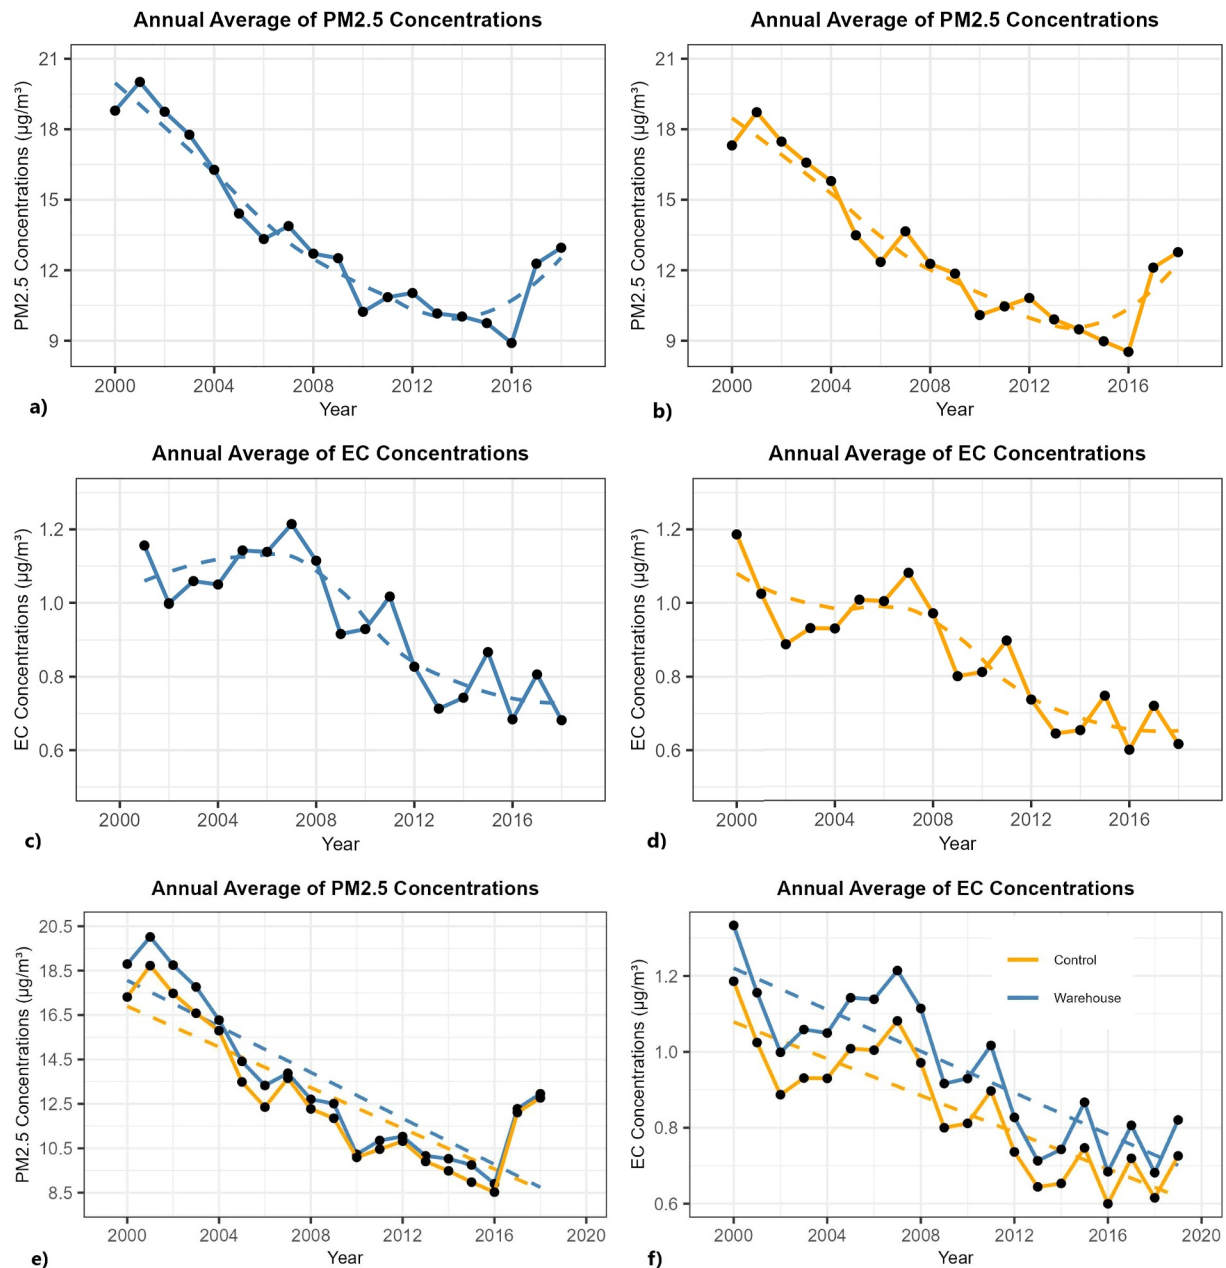 Annual Average of PM2.5 Concentrations
PM2.5 Concentrations (µg/m³)
21
18
15
12
9
2000 2004 2008 2012 2016
Year
a)
Annual Average of PM2.5 Concentrations
PM2.5 Concentrations (µg/m³)
21
18
15
12
9
2000 2004 2008 2012 2016
Year
b)
Annual Average of EC Concentrations
EC Concentrations (µg/m³)
1.2
1.0
0.8
0.6
2000 2004 2008 2012 2016
Year
c)
Annual Average of EC Concentrations
EC Concentrations (µg/m³)
1.2
1.0
0.8
0.6
2000 2004 2008 2012 2016
Year
d)
Annual Average of PM2.5 Concentrations
PM2.5 Concentrations (µg/m³)
20.5
18.5
16.5
14.5
12.5
10.5
8.5
2000 2004 2008 2012 2016 2020
Year
e)
Annual Average of EC Concentrations
EC Concentrations (µg/m³)
1.2
1.0
0.8
0.6
Control
Warehouse
2000 2004 2008 2012 2016 2020
Year
f)